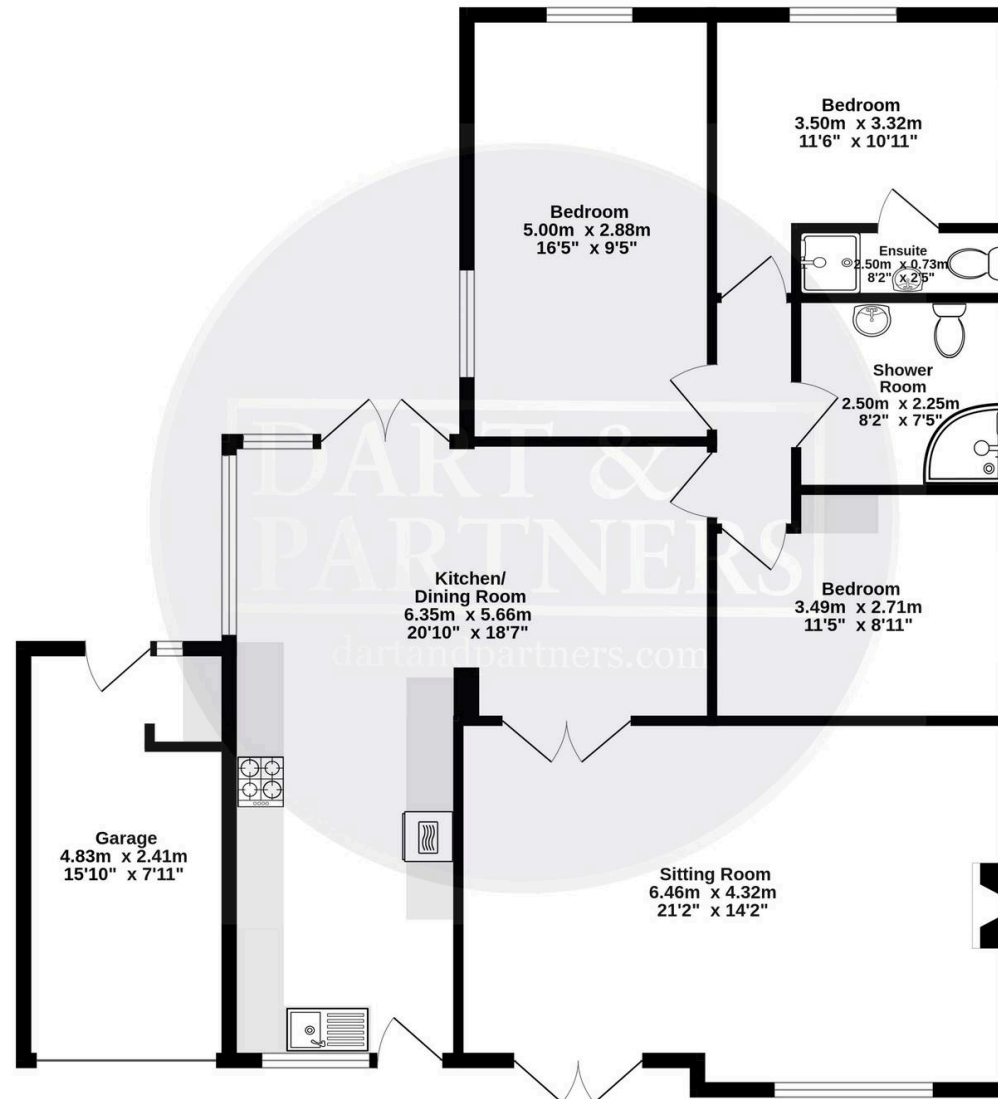 Bedroom
3.50m x 3.32m
11'6" x 10'11"
Bedroom
5.00m x 2.88m
16'5" x 9'5"
Ensuite
2.50m x 0.73m
8'2" x 2'5"
Shower
Room
2.50m x 2.25m
8'2" x 7'5"
DART &
PARTNERS
dartandpartners.com
Kitchen/
Dining Room
6.35m x 5.66m
20'10" x 18'7"
Bedroom
3.49m x 2.71m
11'5" x 8'11"
Garage
4.83m x 2.41m
15'10" x 7'11"
Sitting Room
6.46m x 4.32m
21'2" x 14'2"